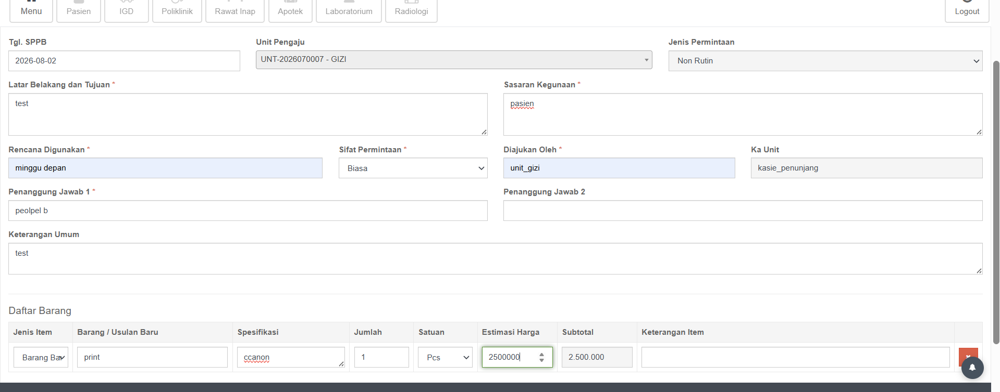 Menu Pasien IGD Poliklinik Rawat Inap Apotek Laboratorium Radiologi Logout
Tgl. SPPB Unit Pengaju Jenis Permintaan
2026-08-02 UNT-2026070007 - GIZI Non Rutin
Latar Belakang dan Tujuan * Sasaran Kegunaan *
test pasien
Rencana Digunakan * Sifat Permintaan * Diajukan Oleh * Ka Unit
minggu depan Biasa unit_gizi kasie_penunjang
Penanggung Jawab 1 * Penanggung Jawab 2
peolpel b
Keterangan Umum
test
Daftar Barang
Jenis Item Barang / Usulan Baru Spesifikasi Jumlah Satuan Estimasi Harga Subtotal Keterangan Item
Barang Ba print ccanon 1 Pcs 2500000 2.500.000